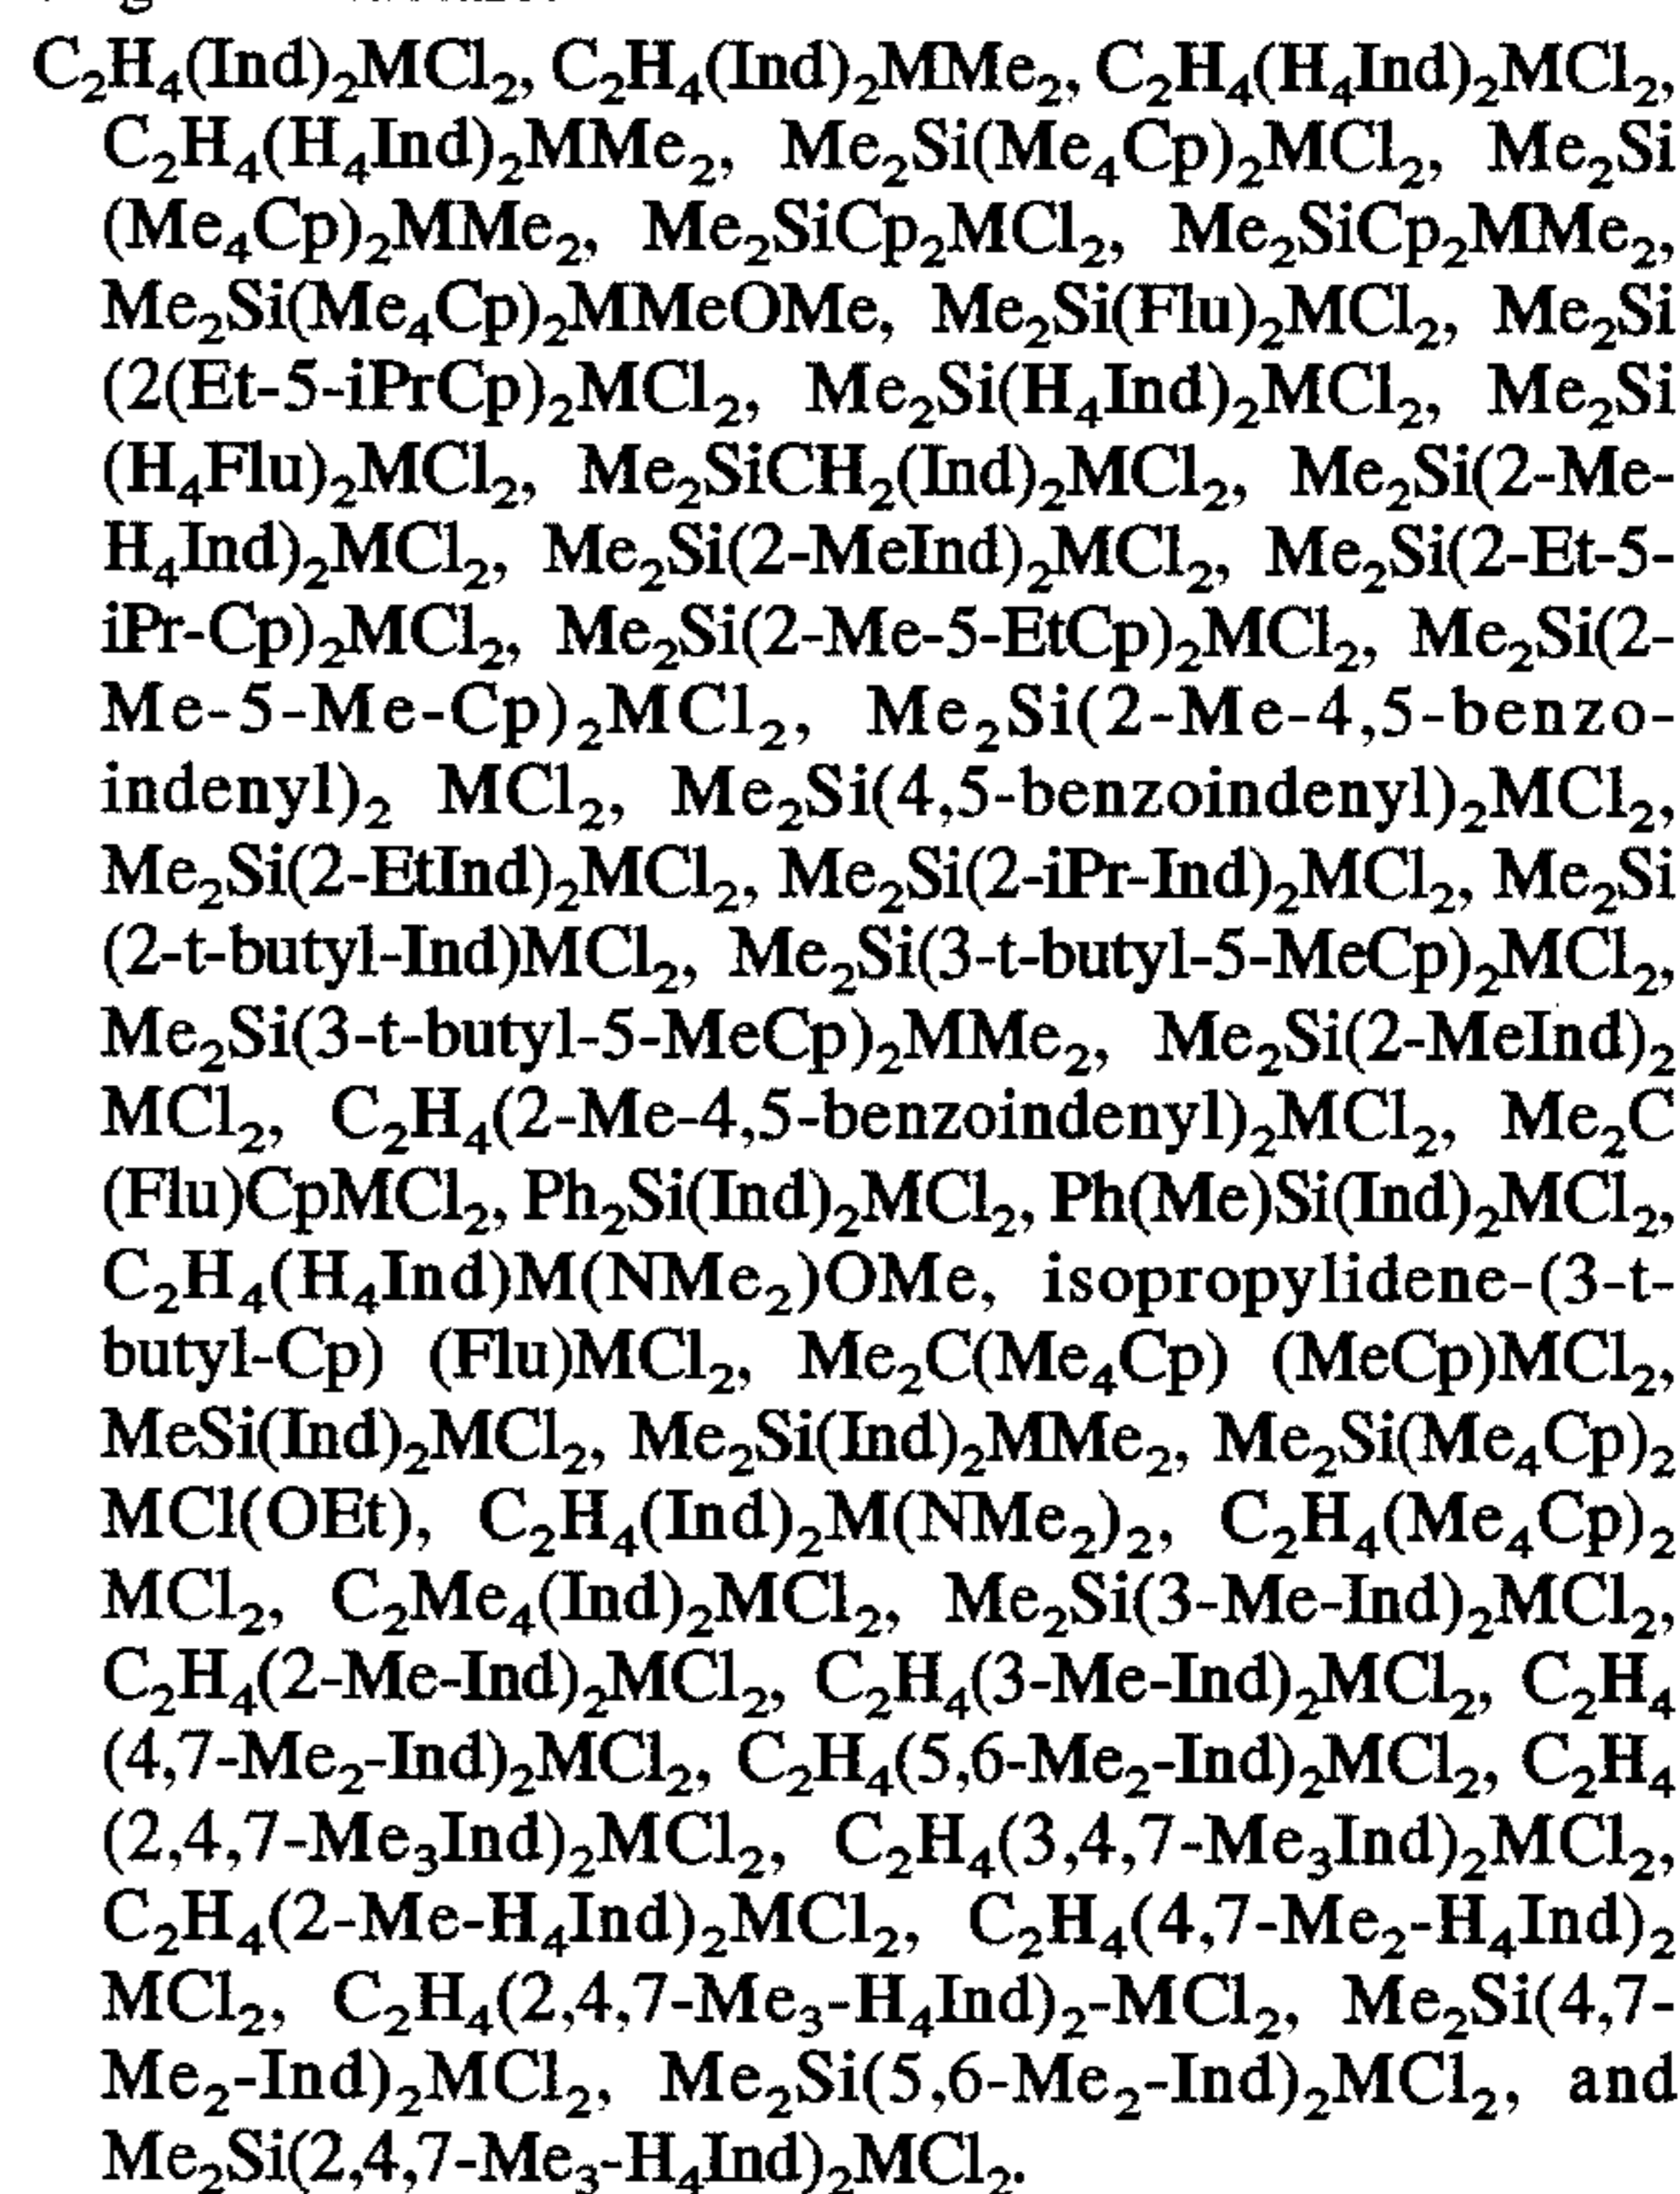 C₂H₄(Ind)₂MCl₂, C₂H₄(Ind)₂MMe₂, C₂H₄(H₄Ind)₂MCl₂,
C₂H₄(H₄Ind)₂MMe₂, Me₂Si(Me₄Cp)₂MCl₂, Me₂Si
(Me₄Cp)₂MMe₂, Me₂SiCp₂MCl₂, Me₂SiCp₂MMe₂,
Me₂Si(Me₄Cp)₂MMeOMe, Me₂Si(Flu)₂MCl₂, Me₂Si
(2(Et-5-iPrCp)₂MCl₂, Me₂Si(H₄Ind)₂MCl₂, Me₂Si
(H₄Flu)₂MCl₂, Me₂SiCH₂(Ind)₂MCl₂, Me₂Si(2-Me-
H₄Ind)₂MCl₂, Me₂Si(2-MeInd)₂MCl₂, Me₂Si(2-Et-5-
iPr-Cp)₂MCl₂, Me₂Si(2-Me-5-EtCp)₂MCl₂, Me₂Si(2-
Me-5-Me-Cp)₂MCl₂, Me₂Si(2-Me-4,5-benzo-
indenyl)₂ MCl₂, Me₂Si(4,5-benzoindenyl)₂MCl₂,
Me₂Si(2-EtInd)₂MCl₂, Me₂Si(2-iPr-Ind)₂MCl₂, Me₂Si
(2-t-butyl-Ind)MCl₂, Me₂Si(3-t-butyl-5-MeCp)₂MCl₂,
Me₂Si(3-t-butyl-5-MeCp)₂MMe₂, Me₂Si(2-MeInd)₂
MCl₂, C₂H₄(2-Me-4,5-benzoindenyl)₂MCl₂, Me₂C
(Flu)CpMCl₂, Ph₂Si(Ind)₂MCl₂, Ph(Me)Si(Ind)₂MCl₂,
C₂H₄(H₄Ind)M(NMe₂)OMe, isopropylidene-(3-t-
butyl-Cp) (Flu)MCl₂, Me₂C(Me₄Cp) (MeCp)MCl₂,
MeSi(Ind)₂MCl₂, Me₂Si(Ind)₂MMe₂, Me₂Si(Me₄Cp)₂
MCl(OEt), C₂H₄(Ind)₂M(NMe₂)₂, C₂H₄(Me₄Cp)₂
MCl₂, C₂Me₄(Ind)₂MCl₂, Me₂Si(3-Me-Ind)₂MCl₂,
C₂H₄(2-Me-Ind)₂MCl₂, C₂H₄(3-Me-Ind)₂MCl₂, C₂H₄
(4,7-Me₂-Ind)₂MCl₂, C₂H₄(5,6-Me₂-Ind)₂MCl₂, C₂H₄
(2,4,7-Me₃Ind)₂MCl₂, C₂H₄(3,4,7-Me₃Ind)₂MCl₂,
C₂H₄(2-Me-H₄Ind)₂MCl₂, C₂H₄(4,7-Me₂-H₄Ind)₂
MCl₂, C₂H₄(2,4,7-Me₃-H₄Ind)₂-MCl₂, Me₂Si(4,7-
Me₂-Ind)₂MCl₂, Me₂Si(5,6-Me₂-Ind)₂MCl₂, and
Me₂Si(2,4,7-Me₃-H₄Ind)₂MCl₂.